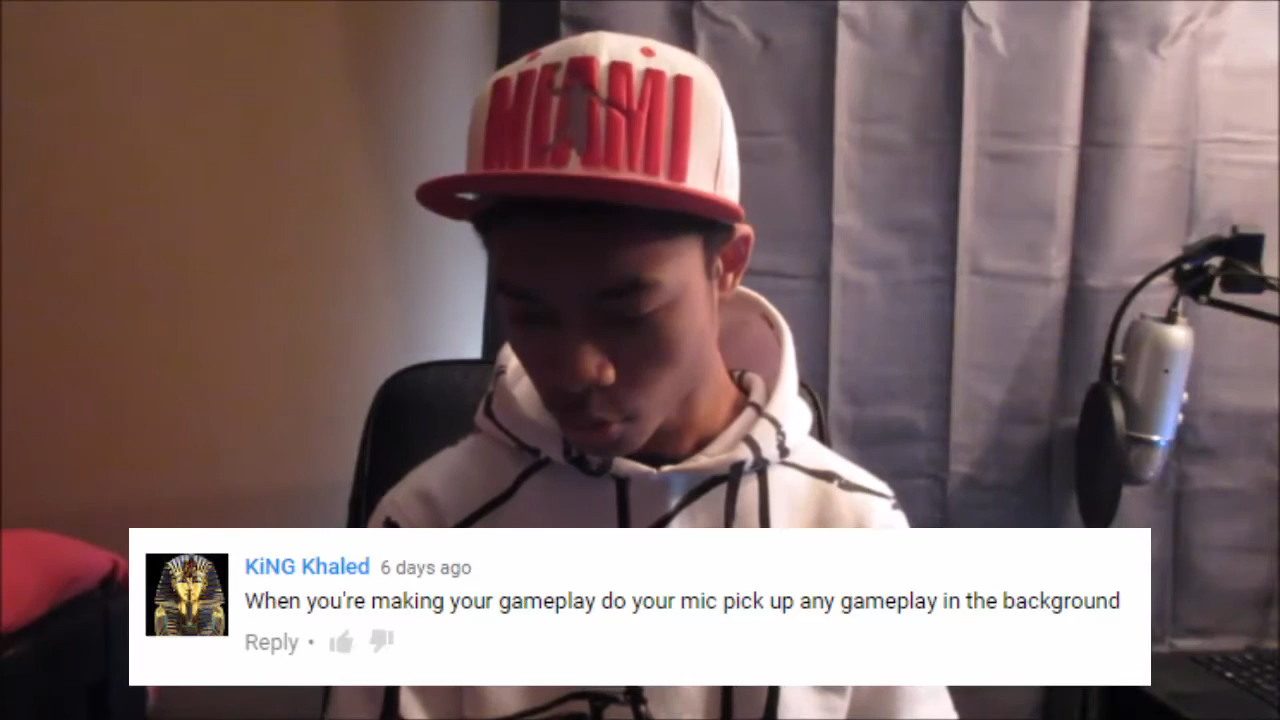 MIAMI
KiNG Khaled 6 days ago
When you're making your gameplay do your mic pick up any gameplay in the background
Reply •